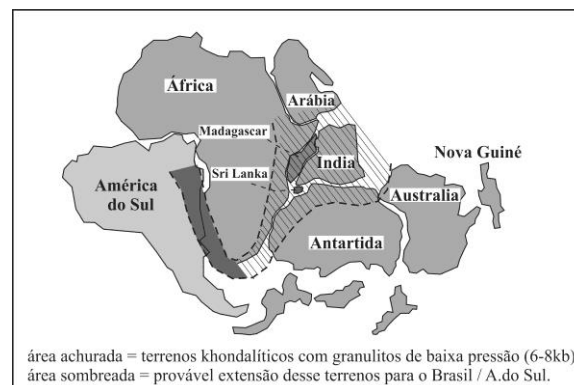 África
Arábia
Madagascar
India
Nova Guiné
Sri Lanka
América
do Sul
Australia
Antartida
área achurada = terrenos khondalíticos com granulitos de baixa pressão (6-8kb)
área sombreada = provável extensão desse terrenos para o Brasil / A.do Sul.